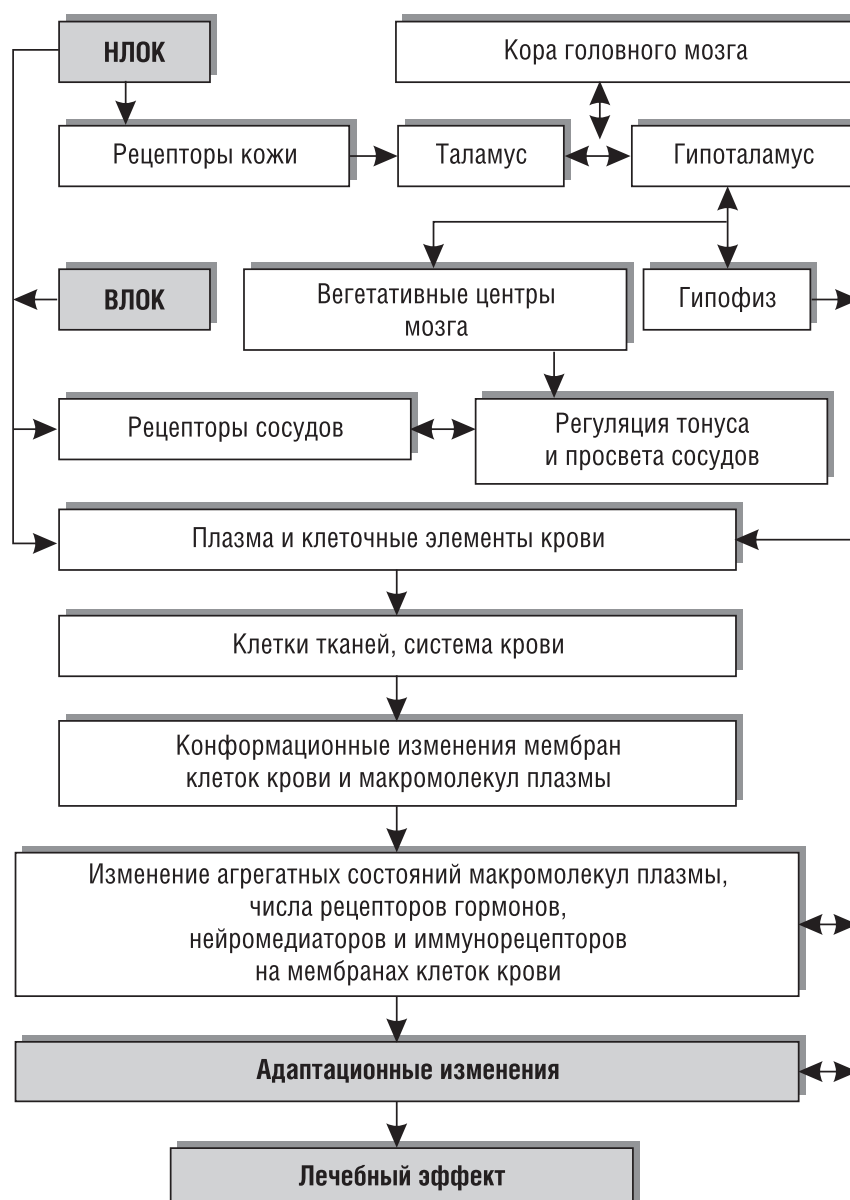 НЛОК
Кора головного мозга
Рецепторы кожи
Таламус
Гипоталамус
ВЛОК
Вегетативные центры
мозга
Гипофиз
Рецепторы сосудов
Регуляция тонуса
и просвета сосудов
Плазма и клеточные элементы крови
Клетки тканей, система крови
Конформационные изменения мембран
клеток крови и макромолекул плазмы
Изменение агрегатных состояний макромолекул плазмы,
числа рецепторов гормонов,
нейромедиаторов и иммунорецепторов
на мембранах клеток крови
Адаптационные изменения
Лечебный эффект